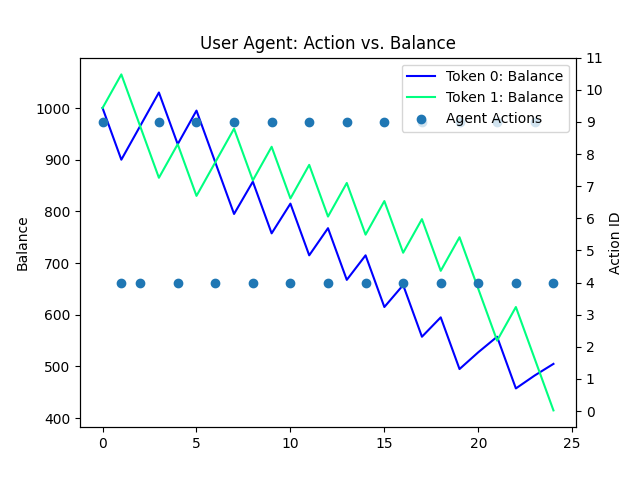 User Agent: Action vs. Balance
Token 0: Balance
Token 1: Balance
Agent Actions
Balance
1000
900
800
700
600
500
400
Action ID
11
10
9
8
7
6
5
4
3
2
1
0
0 5 10 15 20 25